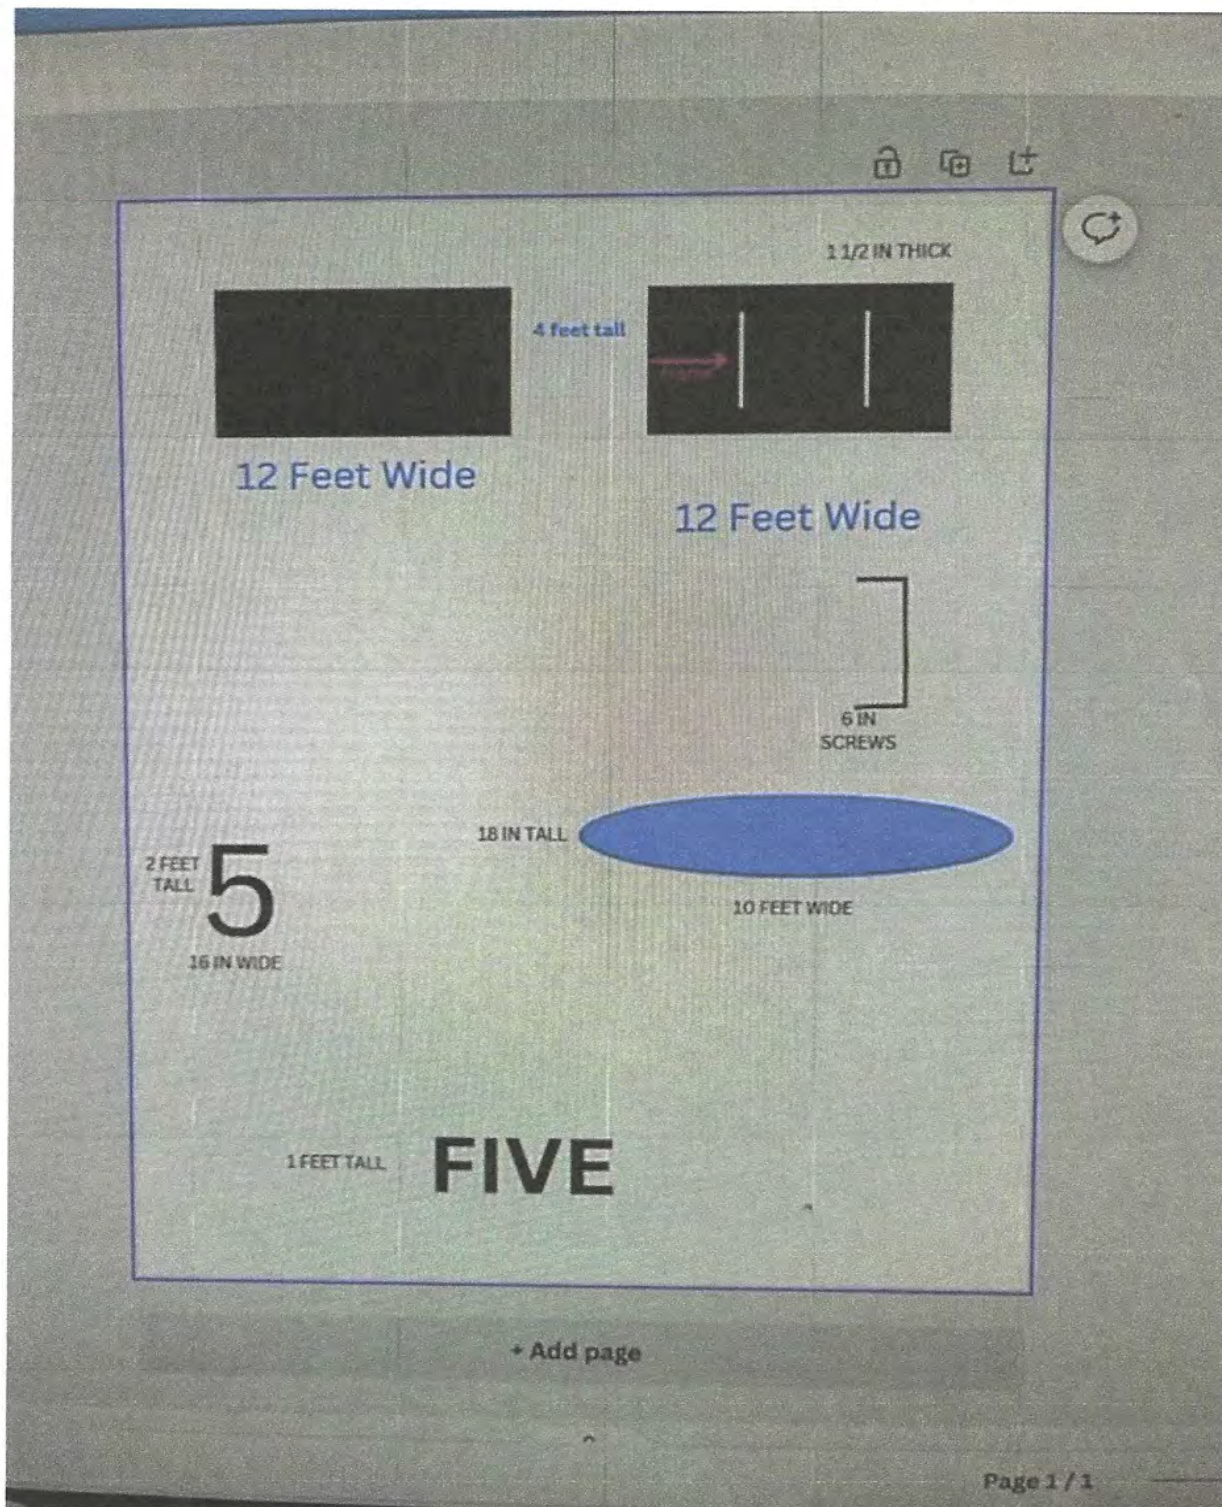 1 1/2 IN THICK
4 feet tall
12 Feet Wide
12 Feet Wide
6 IN
SCREWS
18 IN TALL
2 FEET
TALL
5
16 IN WIDE
10 FEET WIDE
1 FEET TALL
FIVE
+ Add page
Page 1 / 1